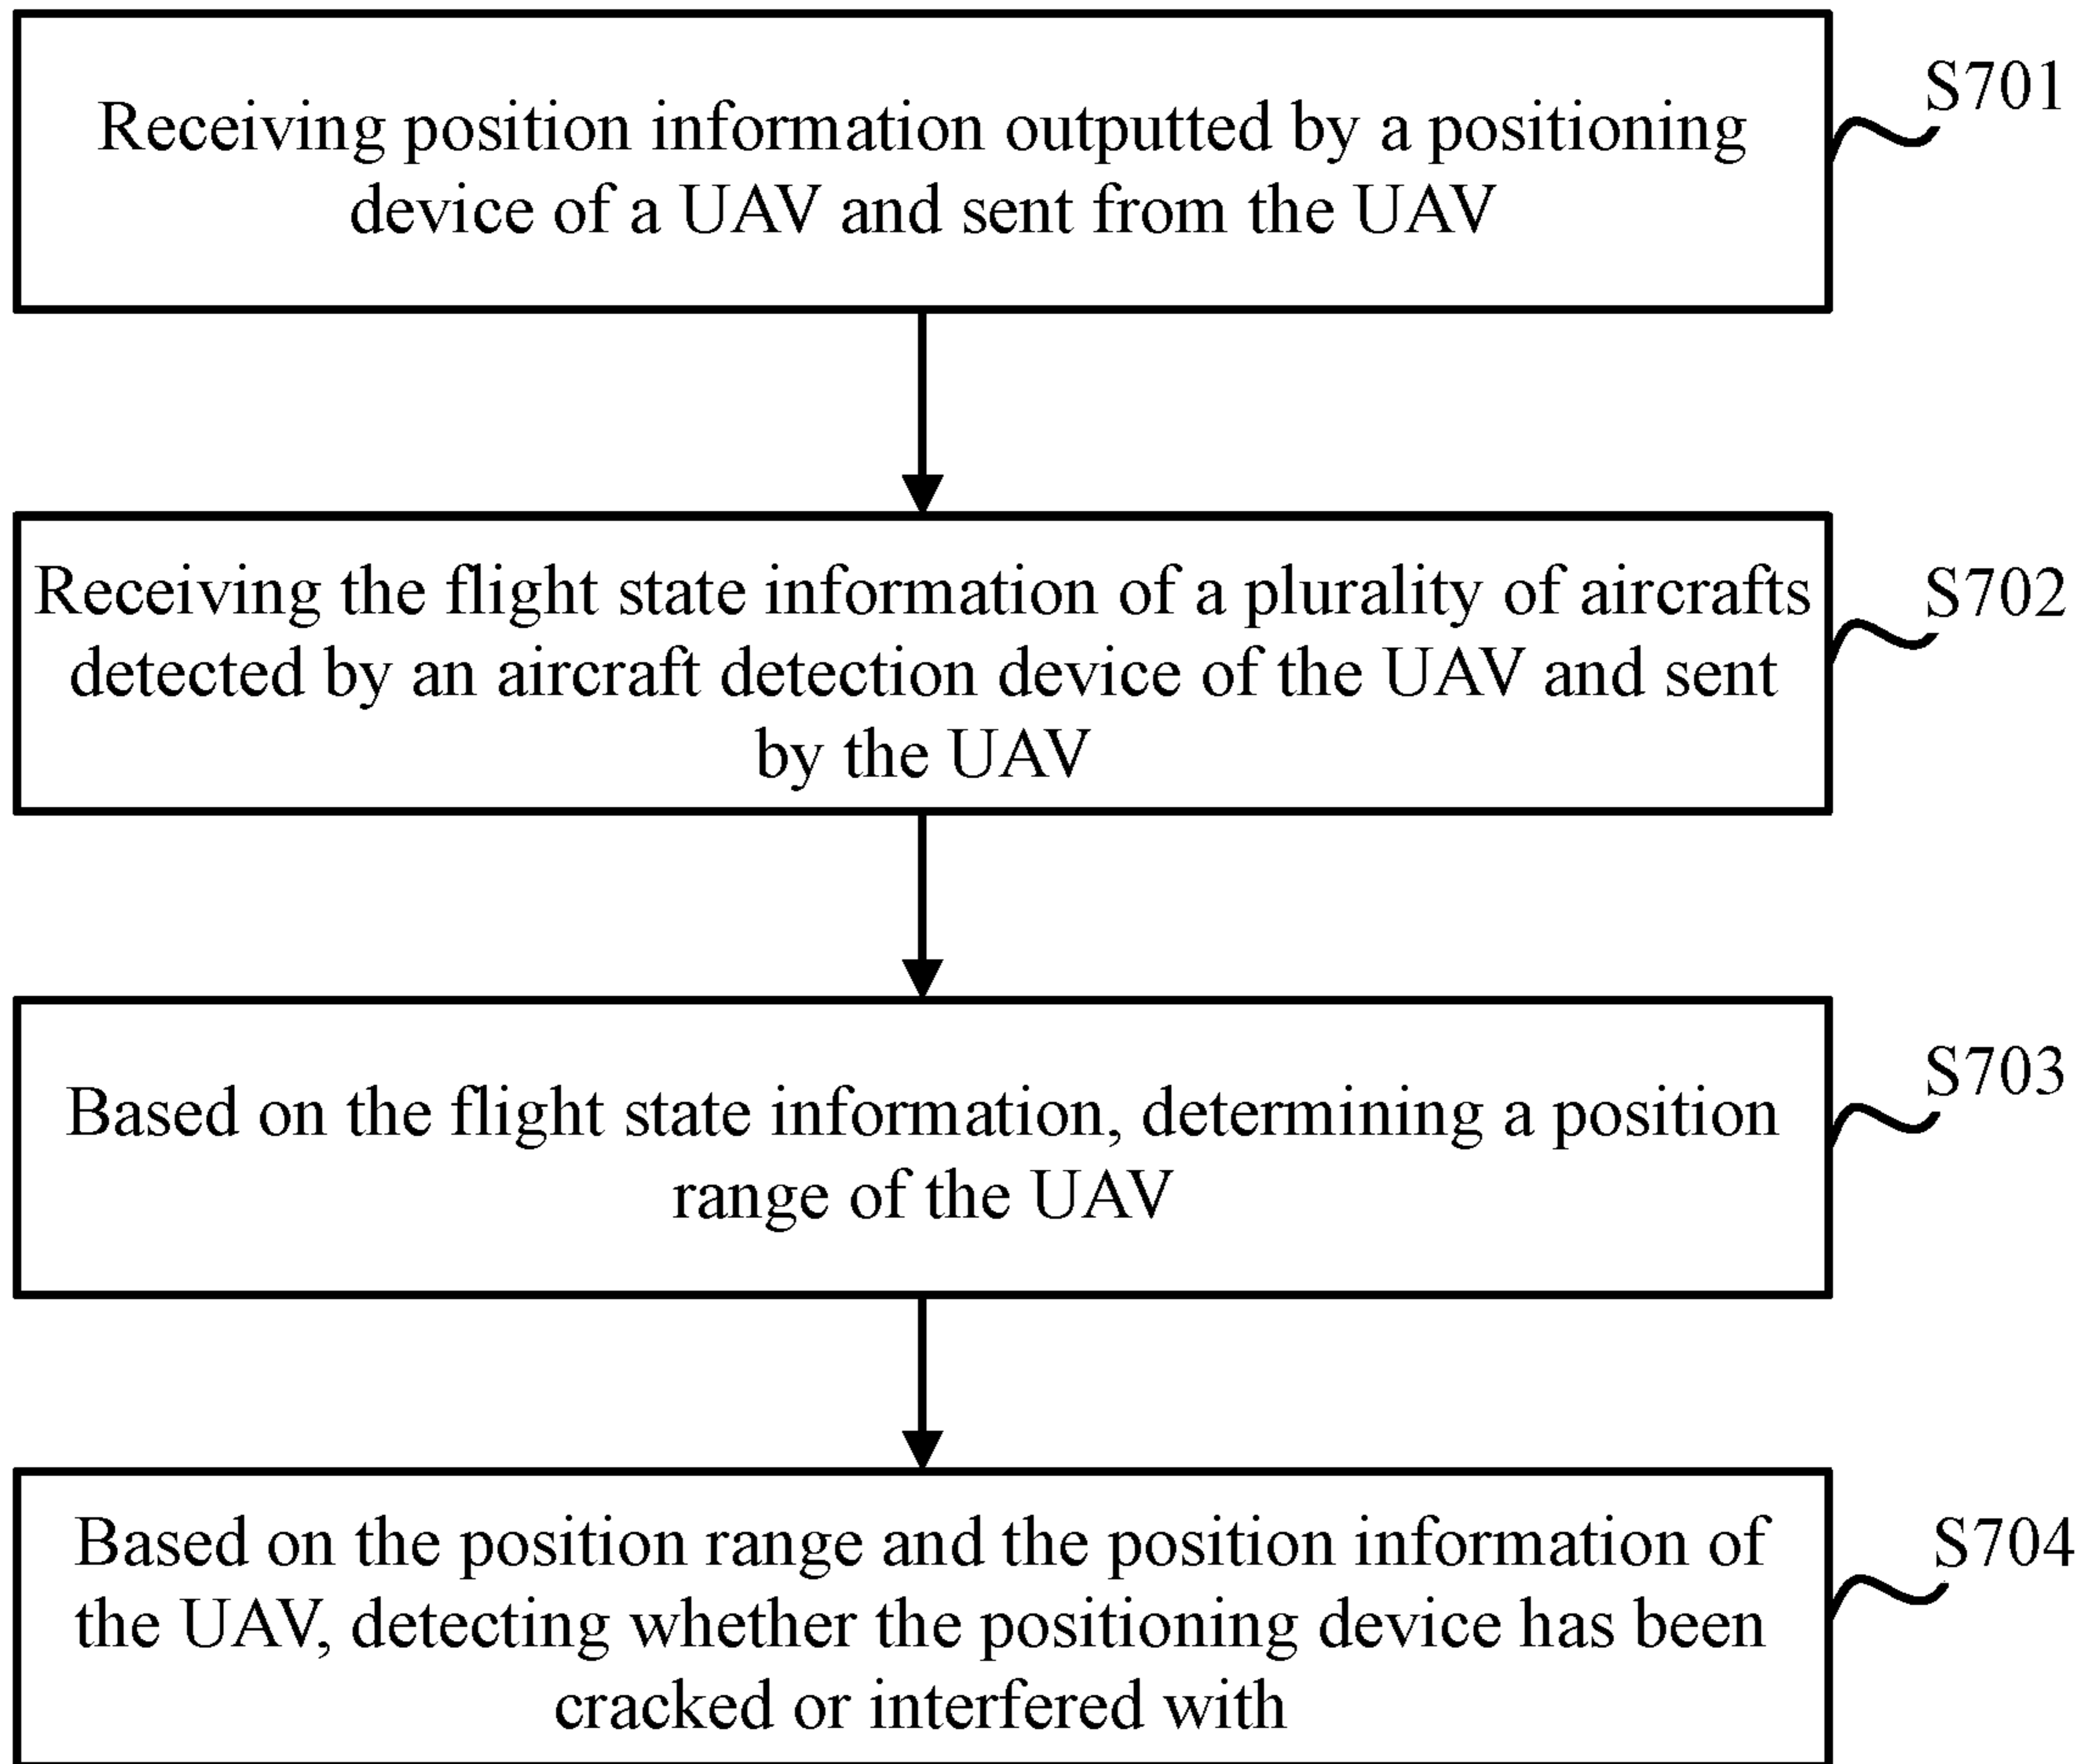 Receiving position information outputted by a positioning
device of a UAV and sent from the UAV
S701
Receiving the flight state information of a plurality of aircrafts
detected by an aircraft detection device of the UAV and sent
by the UAV
S702
Based on the flight state information, determining a position
range of the UAV
S703
Based on the position range and the position information of
the UAV, detecting whether the positioning device has been
cracked or interfered with
S704